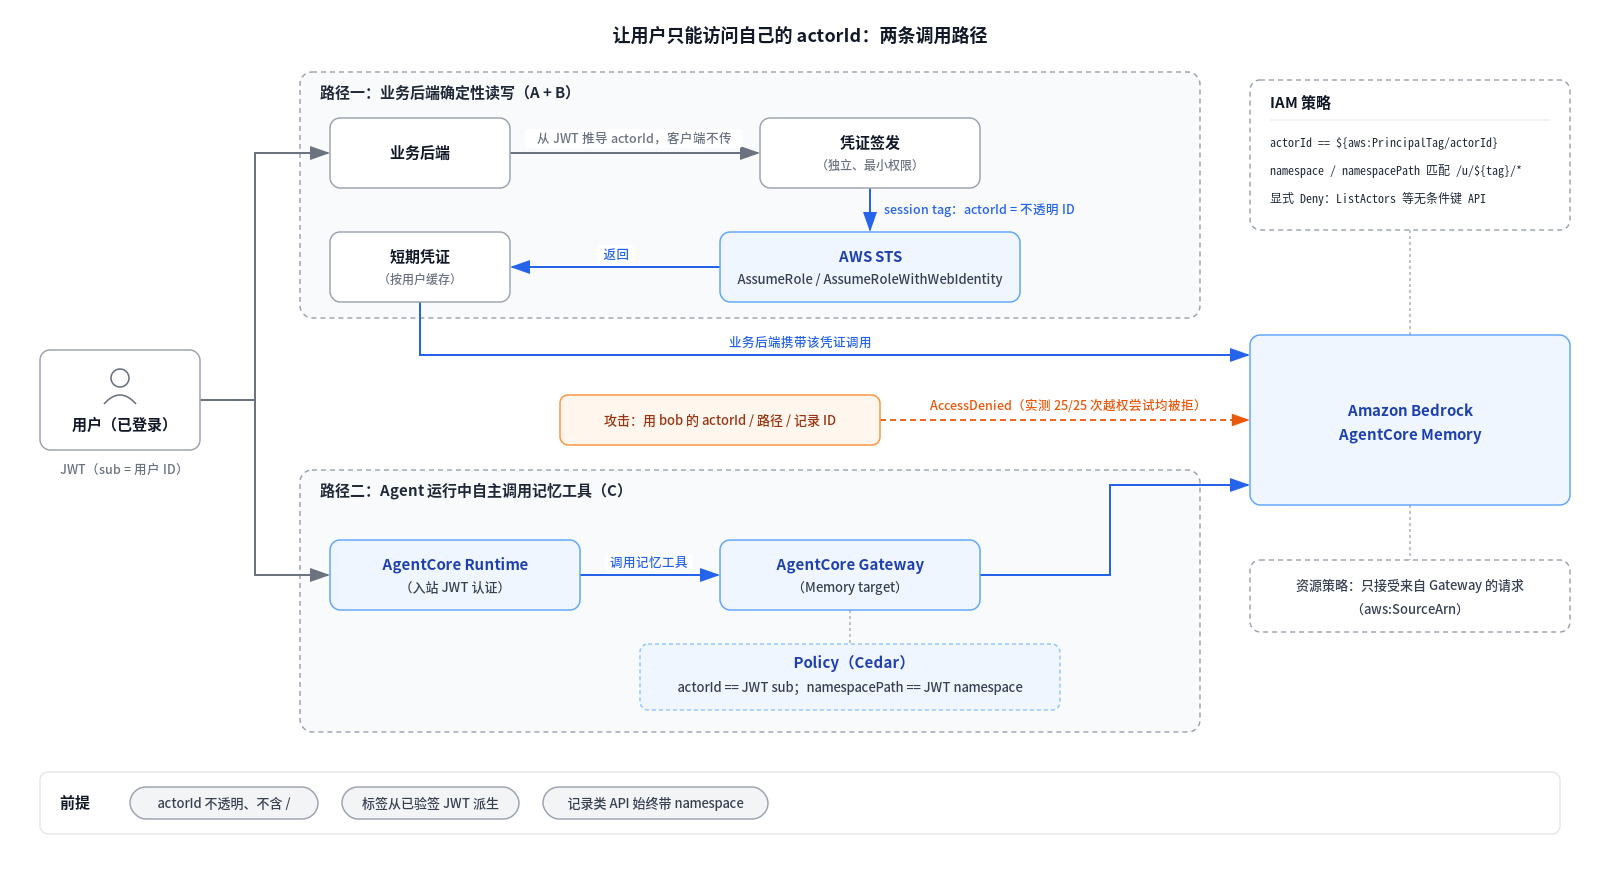 让用户只能访问自己的 actorId：两条调用路径
路径一：业务后端确定性读写（A + B）
业务后端
从 JWT 推导 actorId，客户端不传
凭证签发
（独立、最小权限）
session tag：actorId = 不透明 ID
短期凭证
（按用户缓存）
返回
AWS STS
AssumeRole / AssumeRoleWithWebIdentity
IAM 策略
actorId == ${aws:PrincipalTag/actorId}
namespace / namespacePath 匹配 /u/${tag}/*
显式 Deny：ListActors 等无条件键 API
业务后端携带该凭证调用
用户（已登录）
JWT（sub = 用户 ID）
攻击：用 bob 的 actorId / 路径 / 记录 ID
AccessDenied（实测 25/25 次越权尝试均被拒）
Amazon Bedrock
AgentCore Memory
路径二：Agent 运行中自主调用记忆工具（C）
AgentCore Runtime
（入站 JWT 认证）
调用记忆工具
AgentCore Gateway
（Memory target）
资源策略：只接受来自 Gateway 的请求
（aws:SourceArn）
Policy（Cedar）
actorId == JWT sub；namespacePath == JWT namespace
前提
actorId 不透明、不含 /
标签从已验签 JWT 派生
记录类 API 始终带 namespace